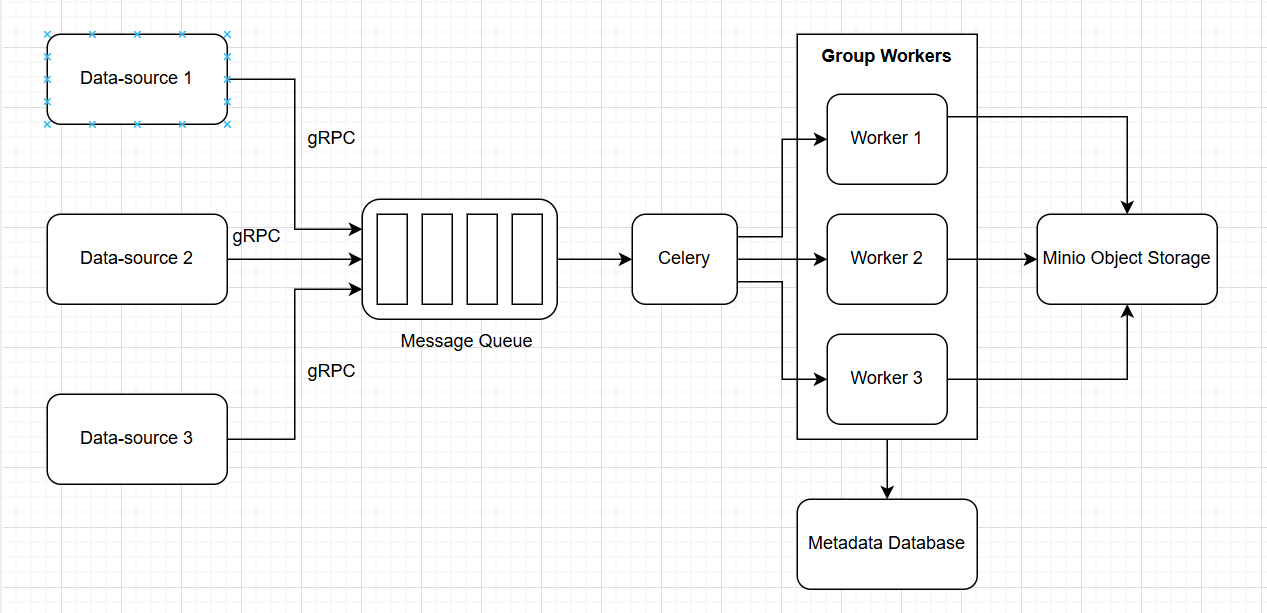 Data-source 1
gRPC
Data-source 2
gRPC
Data-source 3
gRPC
Message Queue
Celery
Group Workers
Worker 1
Worker 2
Worker 3
Minio Object Storage
Metadata Database